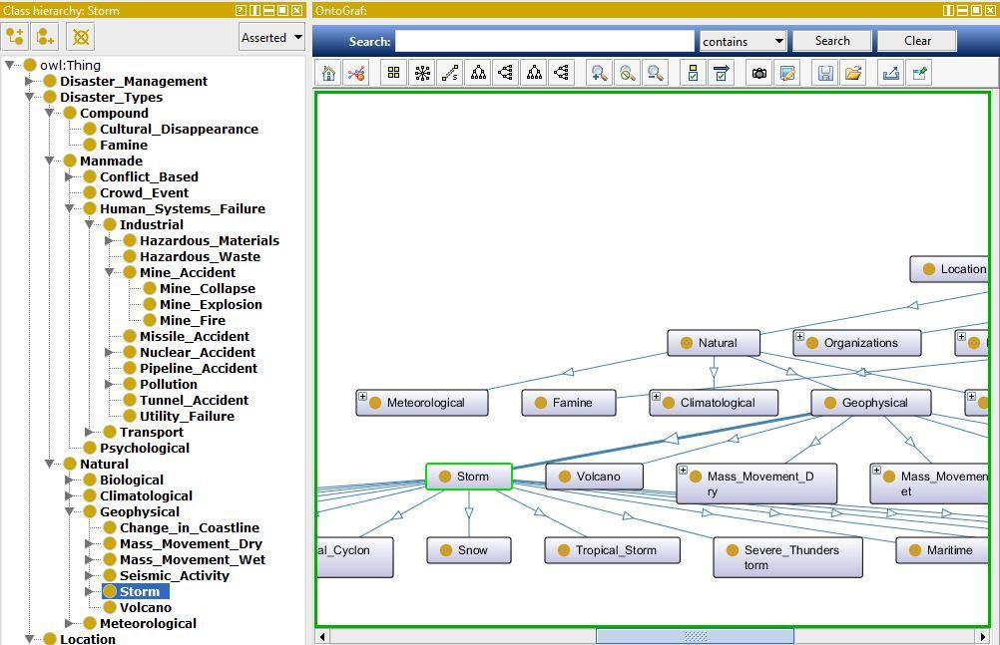 Class hierarchy: Storm
Asserted
owl:Thing
Disaster_Management
Disaster_Types
Compound
Cultural_Disappearance
Famine
Manmade
Conflict_Based
Crowd_Event
Human_Systems_Failure
Industrial
Hazardous_Materials
Hazardous_Waste
Mine_Accident
Mine_Collapse
Mine_Explosion
Mine_Fire
Missile_Accident
Nuclear_Accident
Pipeline_Accident
Pollution
Tunnel_Accident
Utility_Failure
Transport
Psychological
Natural
Biological
Climatological
Geophysical
Change_in_Coastline
Mass_Movement_Dry
Mass_Movement_Wet
Seismic_Activity
Storm
Volcano
Meteorological
Location
OntoGraf:
Search: contains Search Clear
Location
Natural Organizations
Meteorological Famine Climatological Geophysical
Storm Volcano Mass_Movement_D
ry
Mass_Movemen
et
al_Cyclon Snow Tropical_Storm Severe_Thunders
torm
Maritime